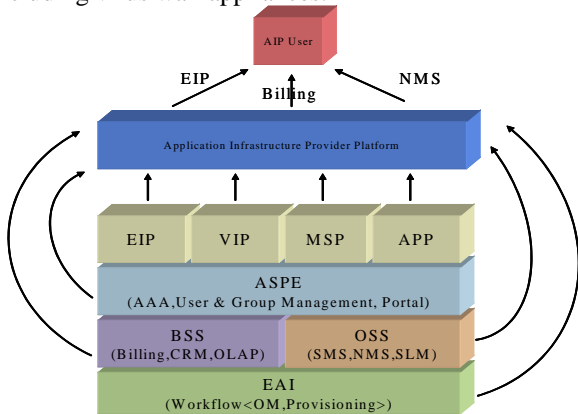 AIP User
EIP
NMS
Billing
Application Infrastructure Provider Platform
EIP
VIP
MSP
APP
ASPE
(AAA,User & Group Management, Portal)
BSS
OSS
(Billing,CRM,OLAP)
(SMS,NMS,SLM)
EAI
(Workflow<OM,Provisioning>)